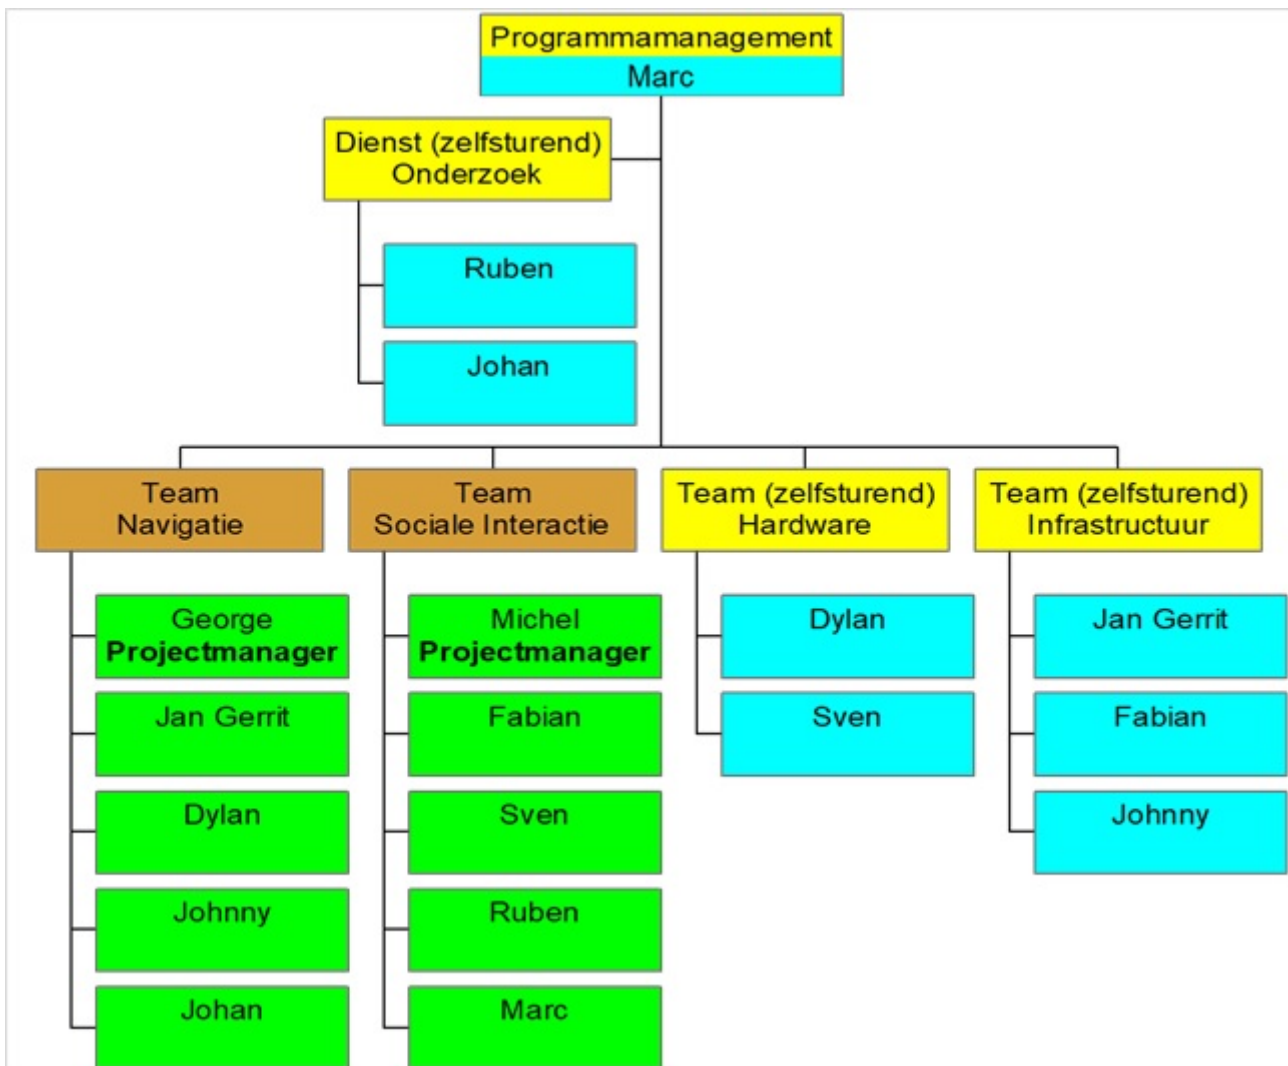 Programmamanagement
Marc
Dienst (zelfsturend)
Onderzoek
Ruben
Johan
Team
Navigatie
George
Projectmanager
Jan Gerrit
Dylan
Johnny
Johan
Team
Sociale Interactie
Michel
Projectmanager
Fabian
Sven
Ruben
Marc
Team (zelfsturend)
Hardware
Dylan
Sven
Team (zelfsturend)
Infrastructuur
Jan Gerrit
Fabian
Johnny